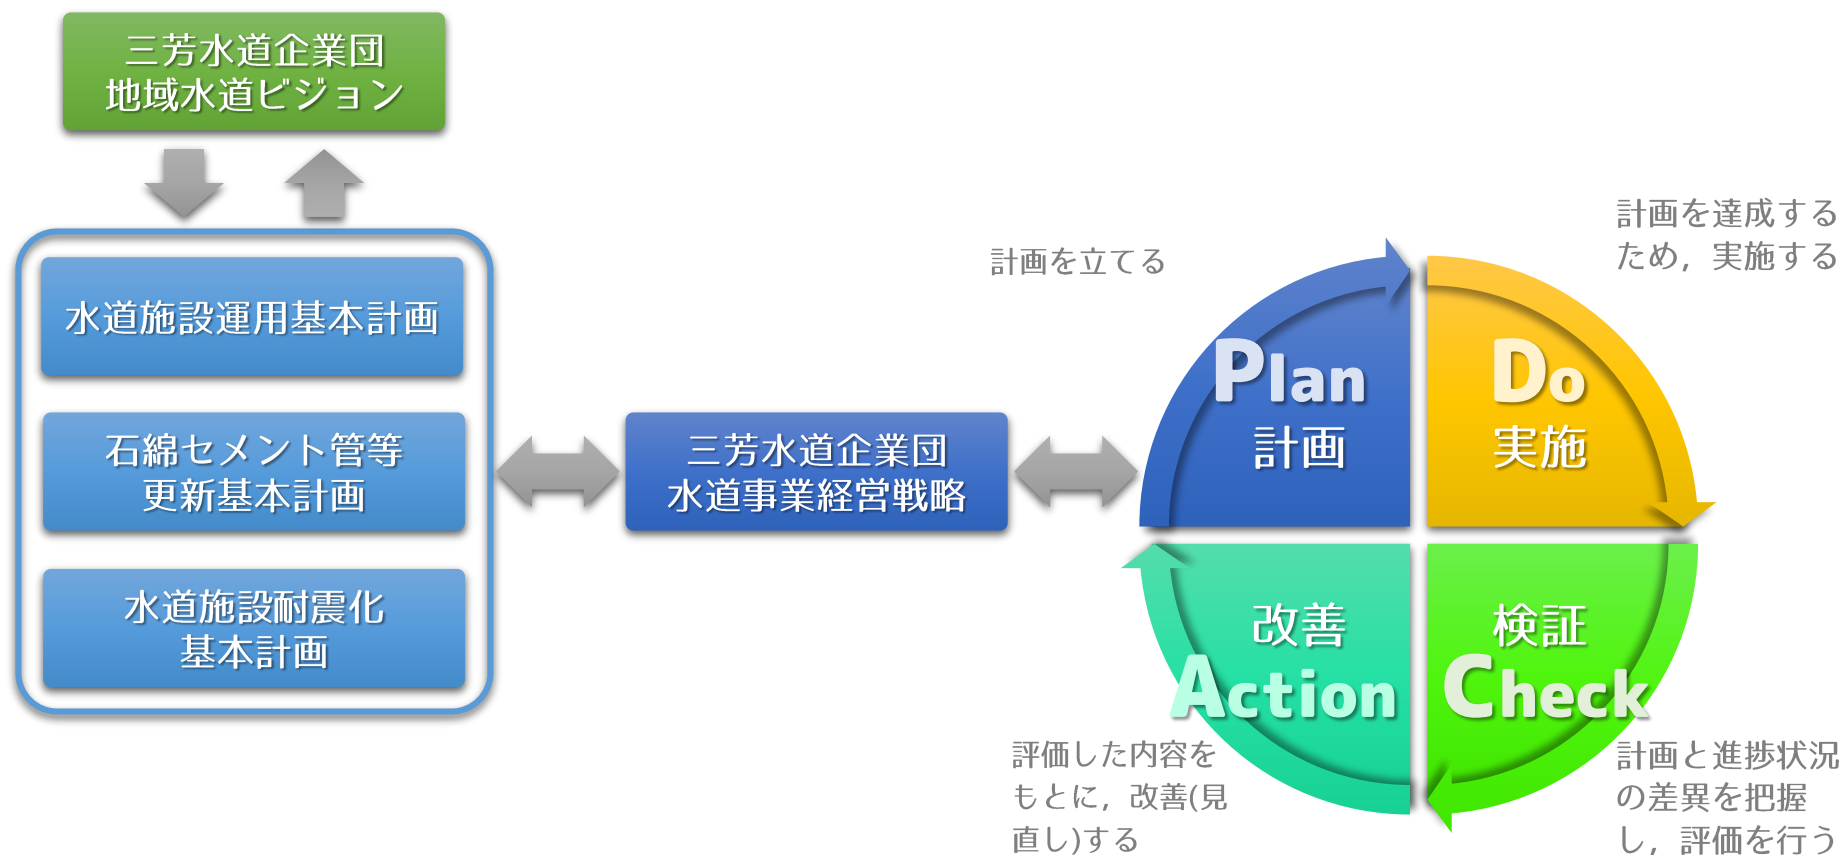 三芳水道企業団
地域水道ビジョン
水道施設運用基本計画
石綿セメント管等
更新基本計画
水道施設耐震化
基本計画
三芳水道企業団
水道事業経営戦略
計画を立てる
Plan
計画
計画を達成する
ため，実施する
Do
実施
検証
Check
計画と進捗状況
の差異を把握
し，評価を行う
改善
Action
評価した内容を
もとに，改善(見
直し)する